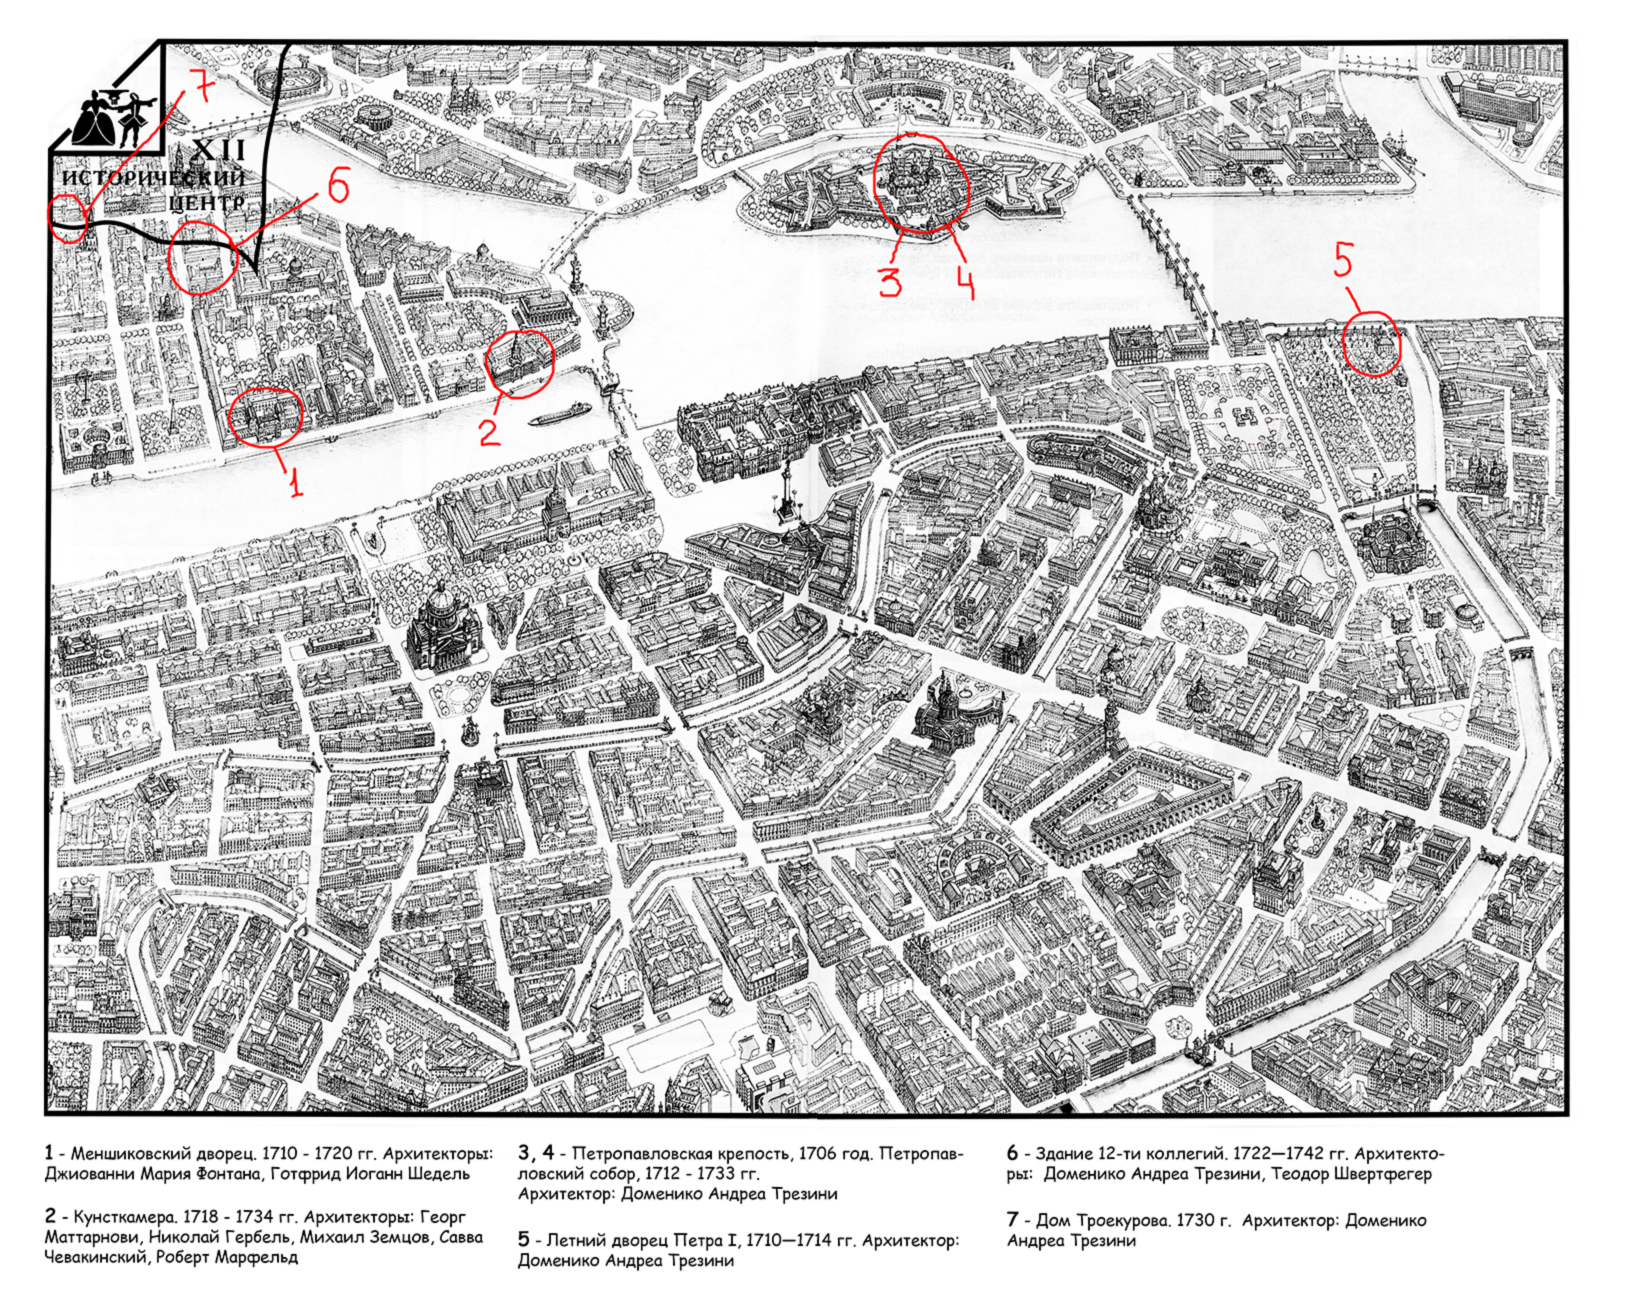 7
XII
ИСТОРИЧЕСКИЙ
ЦЕНТР
6
5
3
4
2
1
1 - Меншиковский дворец. 1710 - 1720 гг. Архитекторы:
Джиованни Мария Фонтана, Готфрид Иоганн Шедель
2 - Кунсткамера. 1718 - 1734 гг. Архитекторы: Георг
Маттарнови, Николай Гербель, Михаил Земцов, Савва
Чевакинский, Роберт Марфельд
3, 4 - Петропавловская крепость, 1706 год. Петропав-
ловский собор, 1712 - 1733 гг.
Архитектор: Доменико Андреа Трезини
5 - Летний дворец Петра I, 1710—1714 гг. Архитектор:
Доменико Андреа Трезини
6 - Здание 12-ти коллегий. 1722—1742 гг. Архитекто-
ры: Доменико Андреа Трезини, Теодор Швертфегер
7 - Дом Троекурова. 1730 г. Архитектор: Доменико
Андреа Трезини